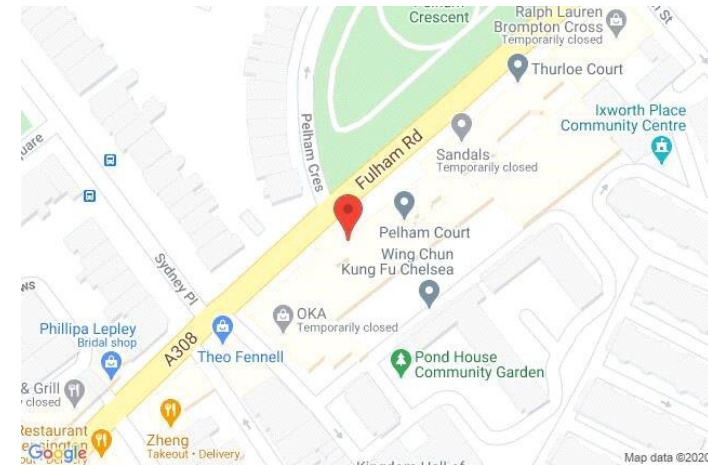 Crescent
Ralph Lauren
Brompton Cross
Temporarily closed
Thurloe Court
Ixworth Place
Community Centre
Pelham Cres
Fulham Rd
Sandals
Temporarily closed
Pelham Court
Wing Chun
Kung Fu Chelsea
Sydney Pl
OKA
Temporarily closed
Phillipa Lepley
Bridal shop
A308
Theo Fennell
Pond House
Community Garden
& Grill
closed
Zheng
Takeout • Delivery
Google
Map data ©2020